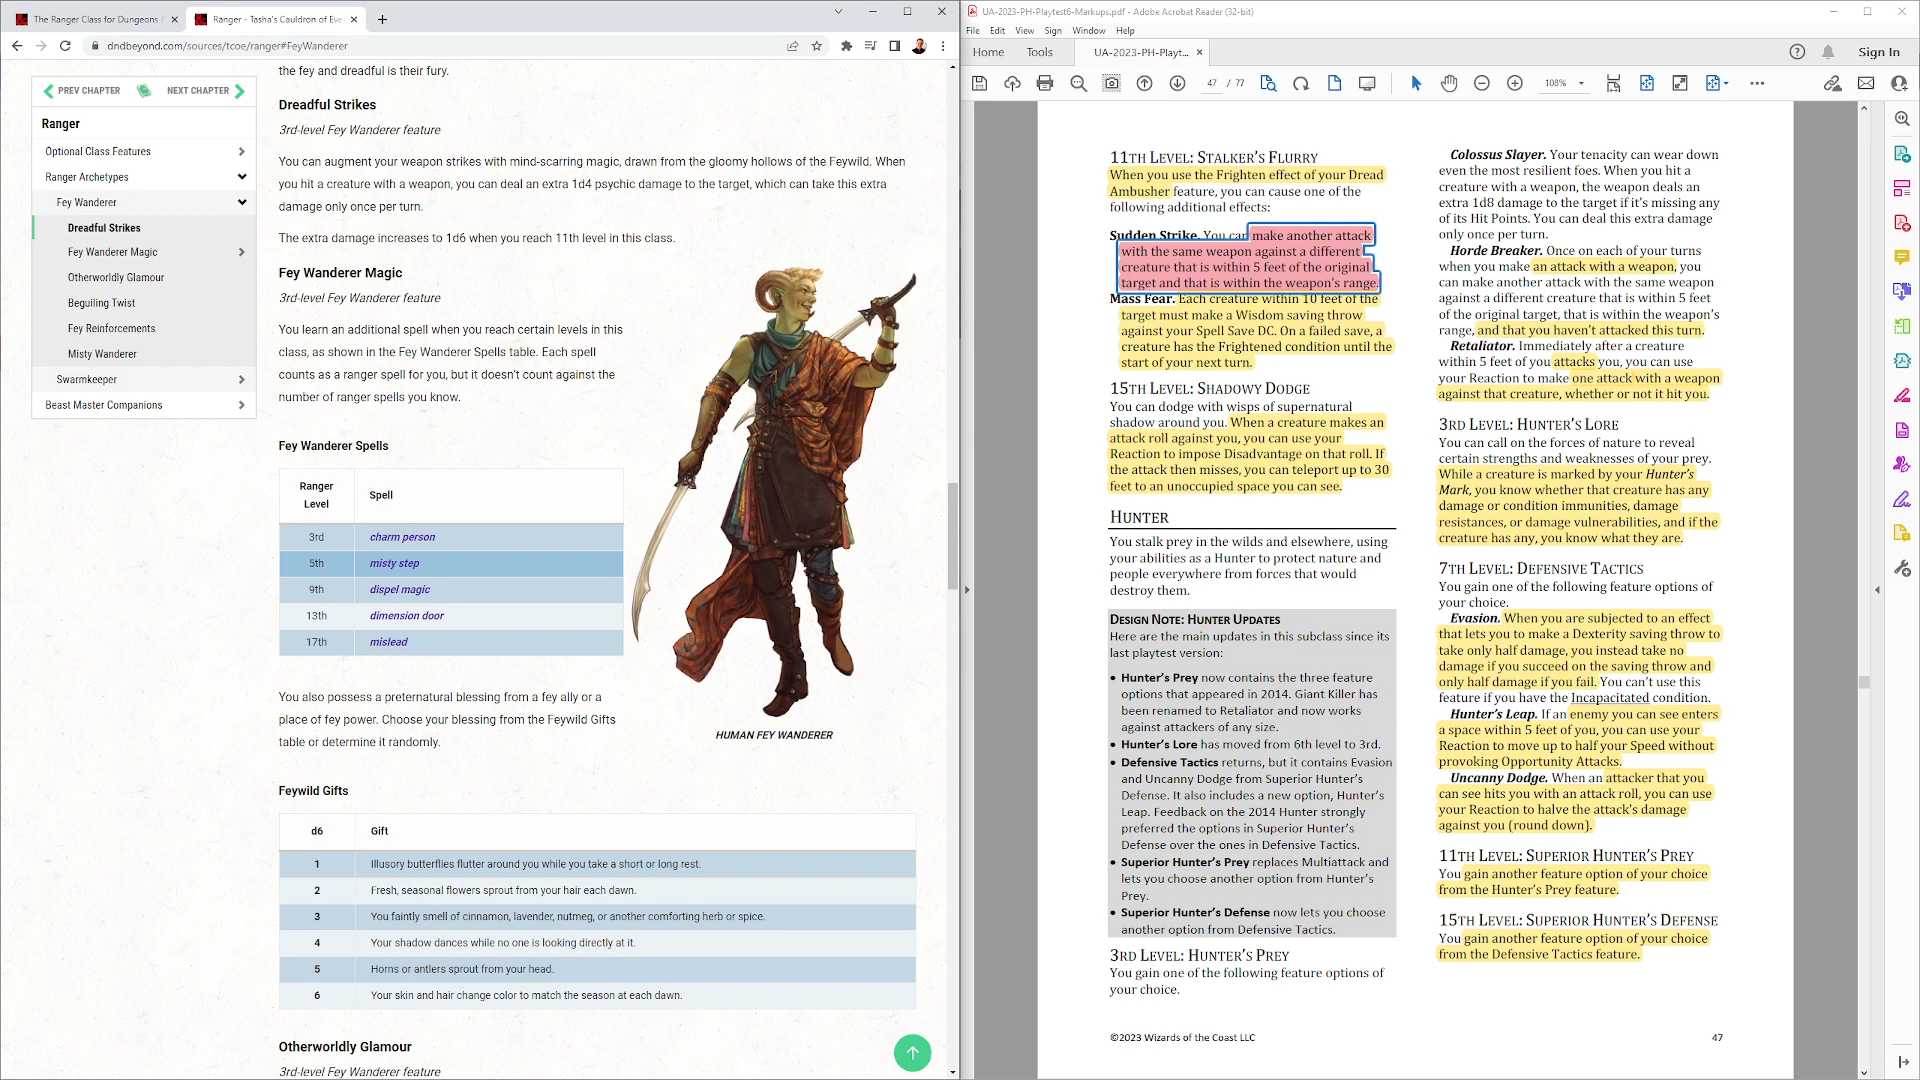 The Ranger Class for Dungeons &
Ranger - Tasha's Cauldron of Eve
dndbeyond.com/sources/tcoe/ranger#FeyWanderer
PREV CHAPTER
NEXT CHAPTER
Ranger
Optional Class Features
Ranger Archetypes
Fey Wanderer
Dreadful Strikes
Fey Wanderer Magic
Otherworldly Glamour
Beguiling Twist
Fey Reinforcements
Misty Wanderer
Swarmkeeper
Beast Master Companions
the fey and dreadful is their fury.
Dreadful Strikes
3rd-level Fey Wanderer feature
You can augment your weapon strikes with mind-scarring magic, drawn from the gloomy hollows of the Feywild. When
you hit a creature with a weapon, you can deal an extra 1d4 psychic damage to the target, which can take this extra
damage only once per turn.
The extra damage increases to 1d6 when you reach 11th level in this class.
Fey Wanderer Magic
3rd-level Fey Wanderer feature
You learn an additional spell when you reach certain levels in this
class, as shown in the Fey Wanderer Spells table. Each spell
counts as a ranger spell for you, but it doesn't count against the
number of ranger spells you know.
Fey Wanderer Spells
Ranger
Level
Spell
3rd charm person
5th misty step
9th dispel magic
13th dimension door
17th mislead
You also possess a preternatural blessing from a fey ally or a
place of fey power. Choose your blessing from the Feywild Gifts
table or determine it randomly.
HUMAN FEY WANDERER
Feywild Gifts
d6 Gift
1 Illusory butterflies flutter around you while you take a short or long rest.
2 Fresh, seasonal flowers sprout from your hair each dawn.
3 You faintly smell of cinnamon, lavender, nutmeg, or another comforting herb or spice.
4 Your shadow dances while no one is looking directly at it.
5 Horns or antlers sprout from your head.
6 Your skin and hair change color to match the season at each dawn.
Otherworldly Glamour
3rd-level Fey Wanderer feature
UA-2023-PH-Playtest6-Markups.pdf - Adobe Acrobat Reader (32-bit)
File Edit View Sign Window Help
Home Tools UA-2023-PH-Playt... Sign In
47 / 77 108%
11TH LEVEL: STALKER'S FLURRY
When you use the Frighten effect of your Dread
Ambusher feature, you can cause one of the
following additional effects:
Sudden Strike. You can make another attack
with the same weapon against a different
creature that is within 5 feet of the original
target and that is within the weapon's range.
Mass Fear. Each creature within 10 feet of the
target must make a Wisdom saving throw
against your Spell Save DC. On a failed save, a
creature has the Frightened condition until the
start of your next turn.
15TH LEVEL: SHADOWY DODGE
You can dodge with wisps of supernatural
shadow around you. When a creature makes an
attack roll against you, you can use your
Reaction to impose Disadvantage on that roll. If
the attack then misses, you can teleport up to 30
feet to an unoccupied space you can see.
HUNTER
You stalk prey in the wilds and elsewhere, using
your abilities as a Hunter to protect nature and
people everywhere from forces that would
destroy them.
DESIGN NOTE: HUNTER UPDATES
Here are the main updates in this subclass since its
last playtest version:
• Hunter's Prey now contains the three feature
options that appeared in 2014. Giant Killer has
been renamed to Retaliator and now works
against attackers of any size.
• Hunter's Lore has moved from 6th level to 3rd.
• Defensive Tactics returns, but it contains Evasion
and Uncanny Dodge from Superior Hunter's
Defense. It also includes a new option, Hunter's
Leap. Feedback on the 2014 Hunter strongly
preferred the options in Superior Hunter's
Defense over the ones in Defensive Tactics.
• Superior Hunter's Prey replaces Multiattack and
lets you choose another option from Hunter's
Prey.
• Superior Hunter's Defense now lets you choose
another option from Defensive Tactics.
3RD LEVEL: HUNTER'S PREY
You gain one of the following feature options of
your choice.
Colossus Slayer. Your tenacity can wear down
even the most resilient foes. When you hit a
creature with a weapon, the weapon deals an
extra 1d8 damage to the target if it's missing any
of its Hit Points. You can deal this extra damage
only once per turn.
Horde Breaker. Once on each of your turns
when you make an attack with a weapon, you
can make another attack with the same weapon
against a different creature that is within 5 feet
of the original target, that is within the weapon's
range, and that you haven't attacked this turn.
Retaliator. Immediately after a creature
within 5 feet of you attacks you, you can use
your Reaction to make one attack with a weapon
against that creature, whether or not it hit you.
3RD LEVEL: HUNTER'S LORE
You can call on the forces of nature to reveal
certain strengths and weaknesses of your prey.
While a creature is marked by your Hunter's
Mark, you know whether that creature has any
damage or condition immunities, damage
resistances, or damage vulnerabilities, and if the
creature has any, you know what they are.
7TH LEVEL: DEFENSIVE TACTICS
You gain one of the following feature options of
your choice.
Evasion. When you are subjected to an effect
that lets you to make a Dexterity saving throw to
take only half damage, you instead take no
damage if you succeed on the saving throw and
only half damage if you fail. You can't use this
feature if you have the Incapacitated condition.
Hunter's Leap. If an enemy you can see enters
a space within 5 feet of you, you can use your
Reaction to move up to half your Speed without
provoking Opportunity Attacks.
Uncanny Dodge. When an attacker that you
can see hits you with an attack roll, you can use
your Reaction to halve the attack's damage
against you (round down).
11TH LEVEL: SUPERIOR HUNTER'S PREY
You gain another feature option of your choice
from the Hunter's Prey feature.
15TH LEVEL: SUPERIOR HUNTER'S DEFENSE
You gain another feature option of your choice
from the Defensive Tactics feature.
©2023 Wizards of the Coast LLC
47